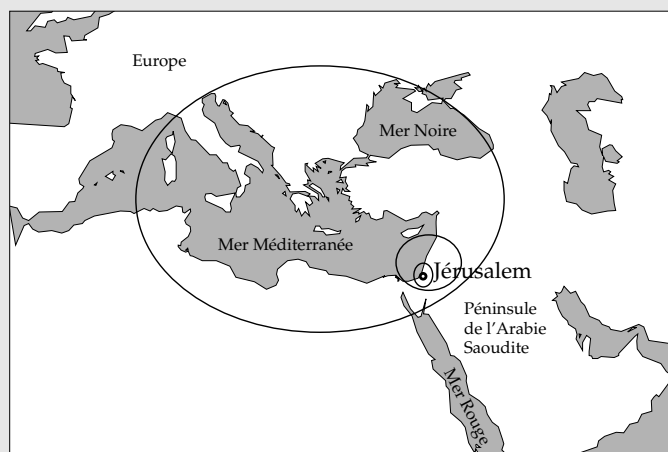 Europe
Mer Noire
Mer Méditerranée
Jérusalem
Péninsule
de l'Arabie
Saoudite
Mer Rouge